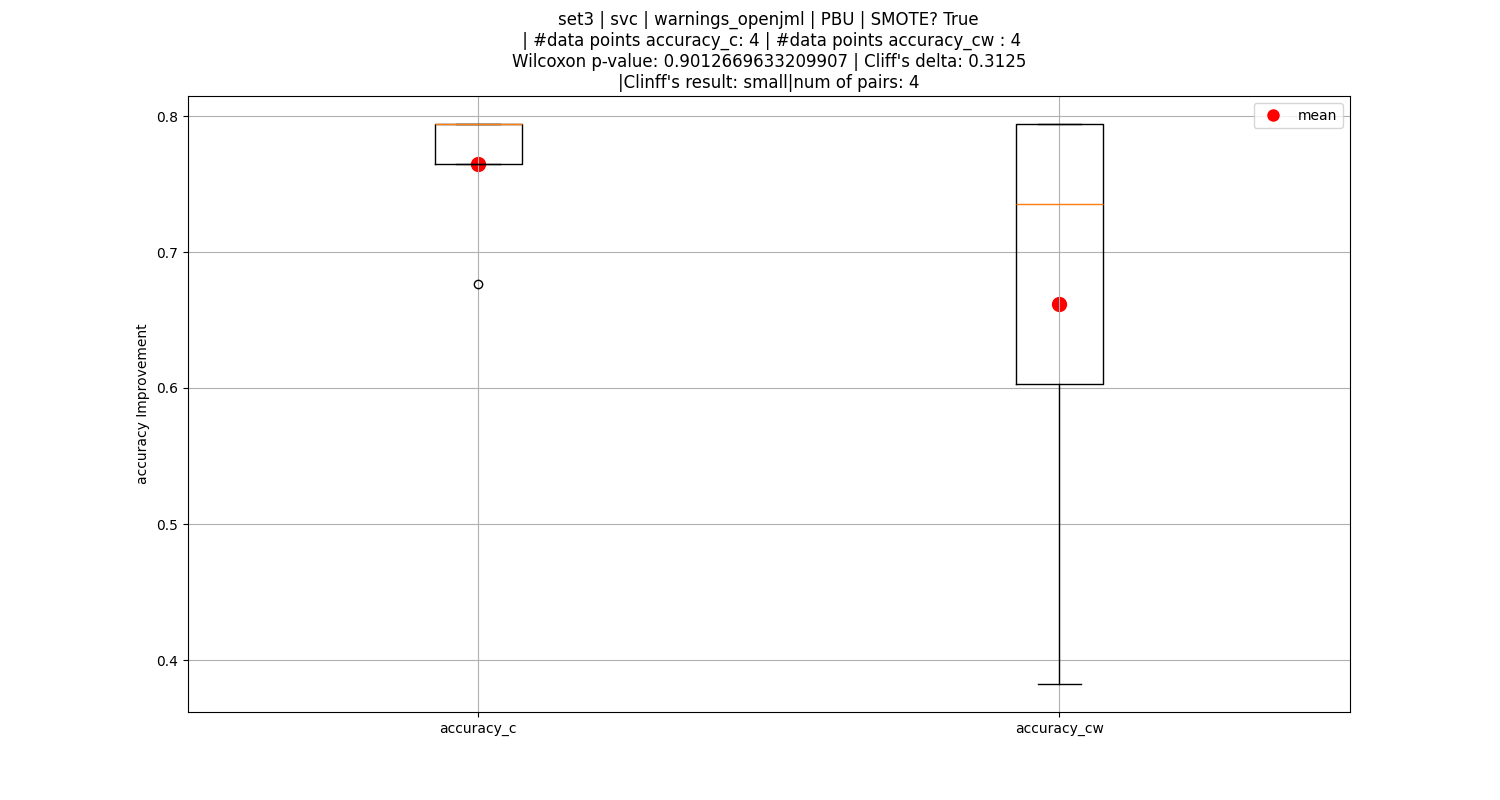 set3 | svc | warnings_openjml | PBU | SMOTE? True
| #data points accuracy_c: 4 | #data points accuracy_cw : 4
Wilcoxon p-value: 0.9012669633209907 | Cliff's delta: 0.3125
|Clinff's result: small|num of pairs: 4
mean
0.8
0.7
0.6
0.5
0.4
accuracy Improvement
accuracy_c
accuracy_cw